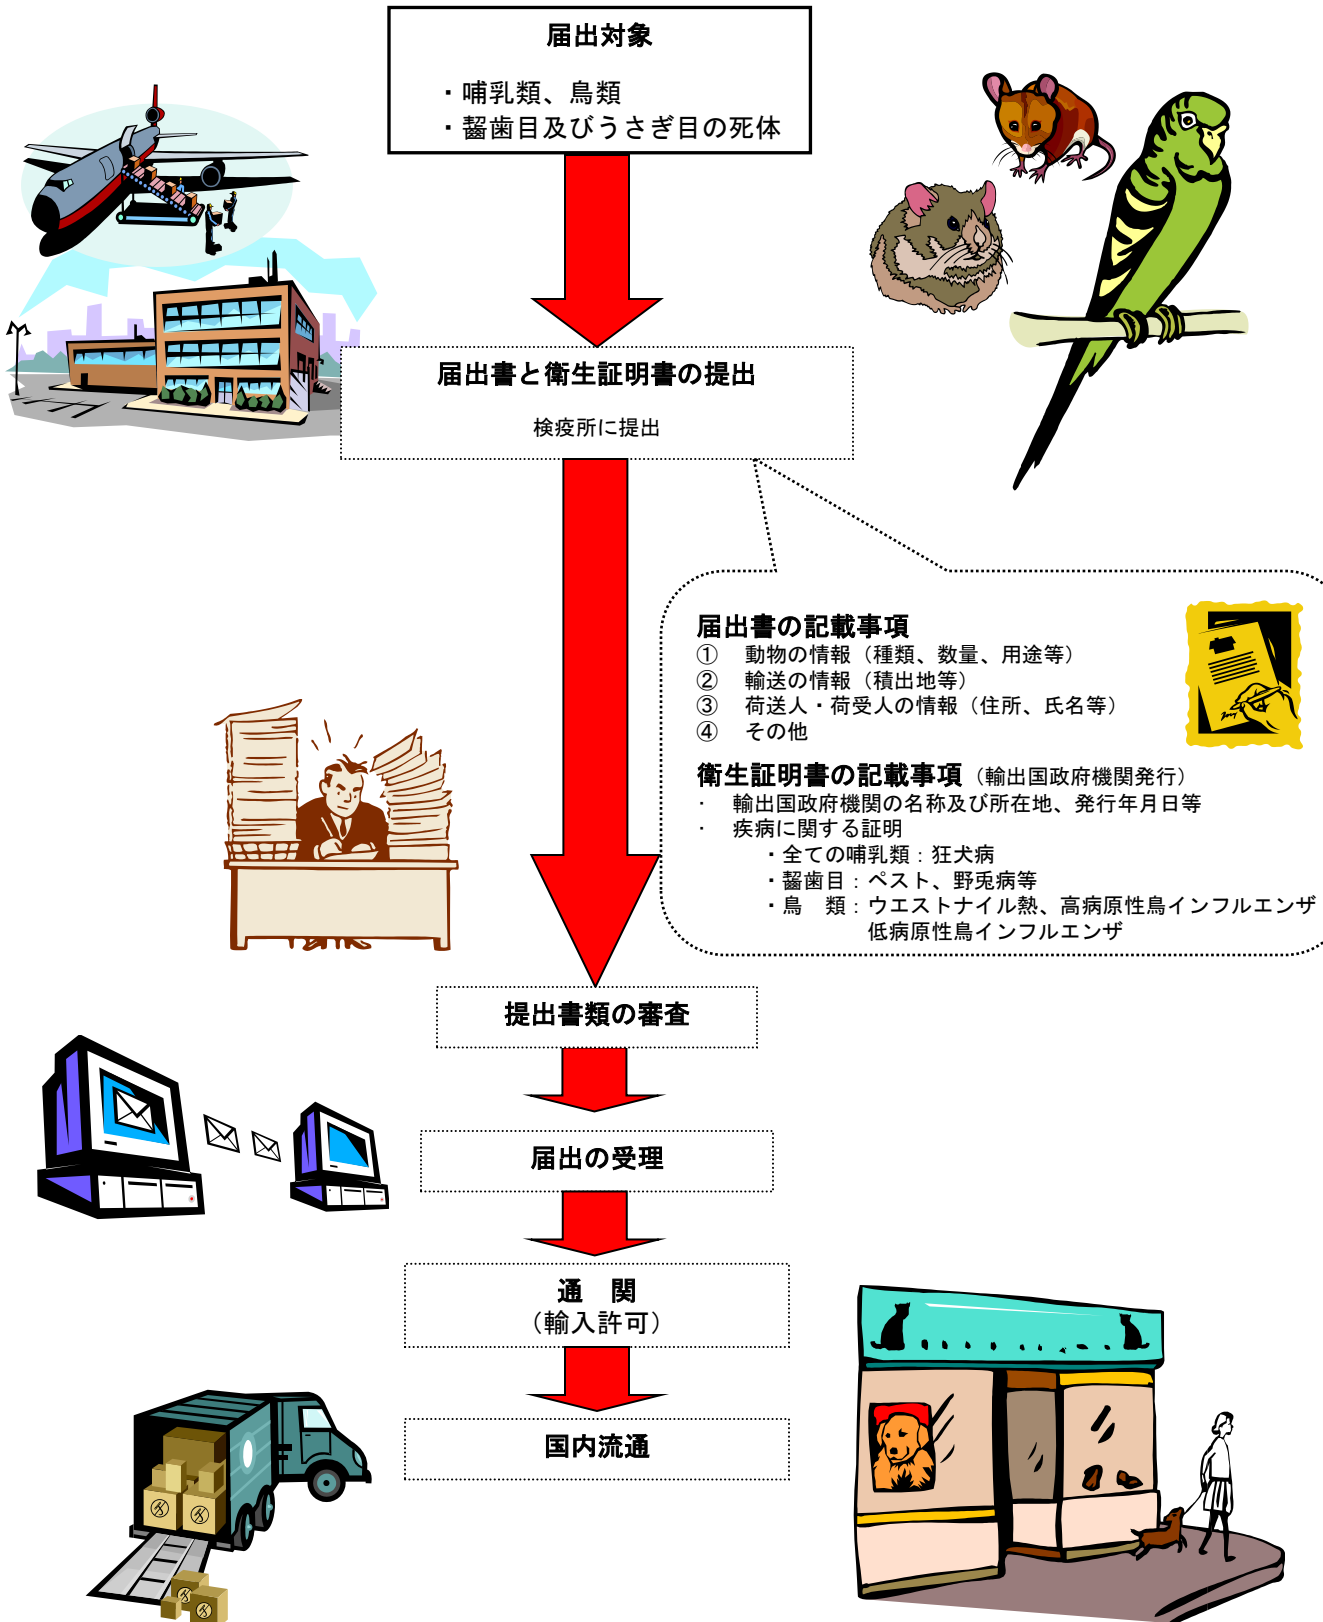 届出対象
・哺乳類、鳥類
・齧歯目及びうさぎ目の死体
届出書と衛生証明書の提出
検疫所に提出
届出書の記載事項
①　動物の情報（種類、数量、用途等）
②　輸送の情報（積出地等）
③　荷送人・荷受人の情報（住所、氏名等）
④　その他
衛生証明書の記載事項（輸出国政府機関発行）
・　輸出国政府機関の名称及び所在地、発行年月日等
・　疾病に関する証明
・全ての哺乳類：狂犬病
・齧歯目：ペスト、野兎病等
・鳥　類：ウエストナイル熱、高病原性鳥インフルエンザ
低病原性鳥インフルエンザ
提出書類の審査
届出の受理
通　関
（輸入許可）
国内流通